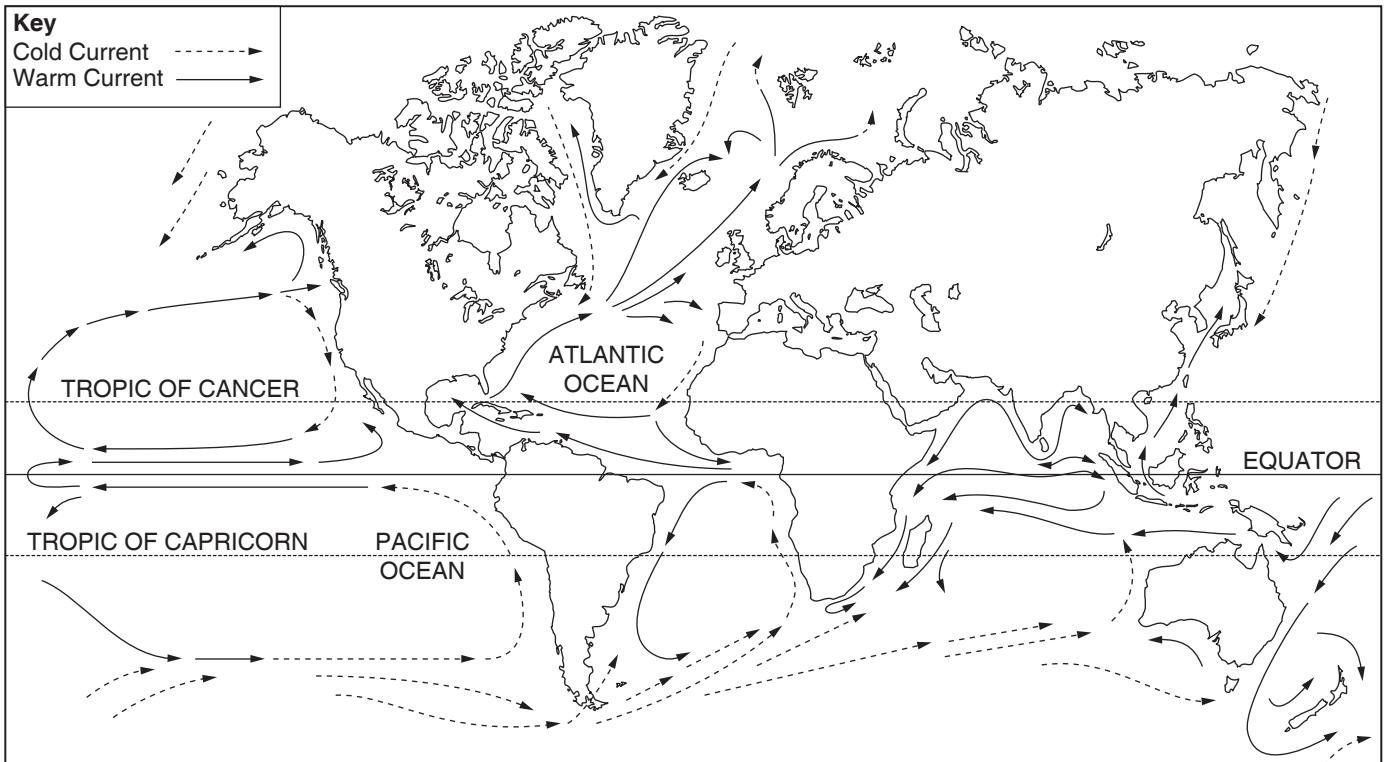 Key
Cold Current
Warm Current
ATLANTIC
OCEAN
TROPIC OF CANCER
EQUATOR
TROPIC OF CAPRICORN
PACIFIC
OCEAN